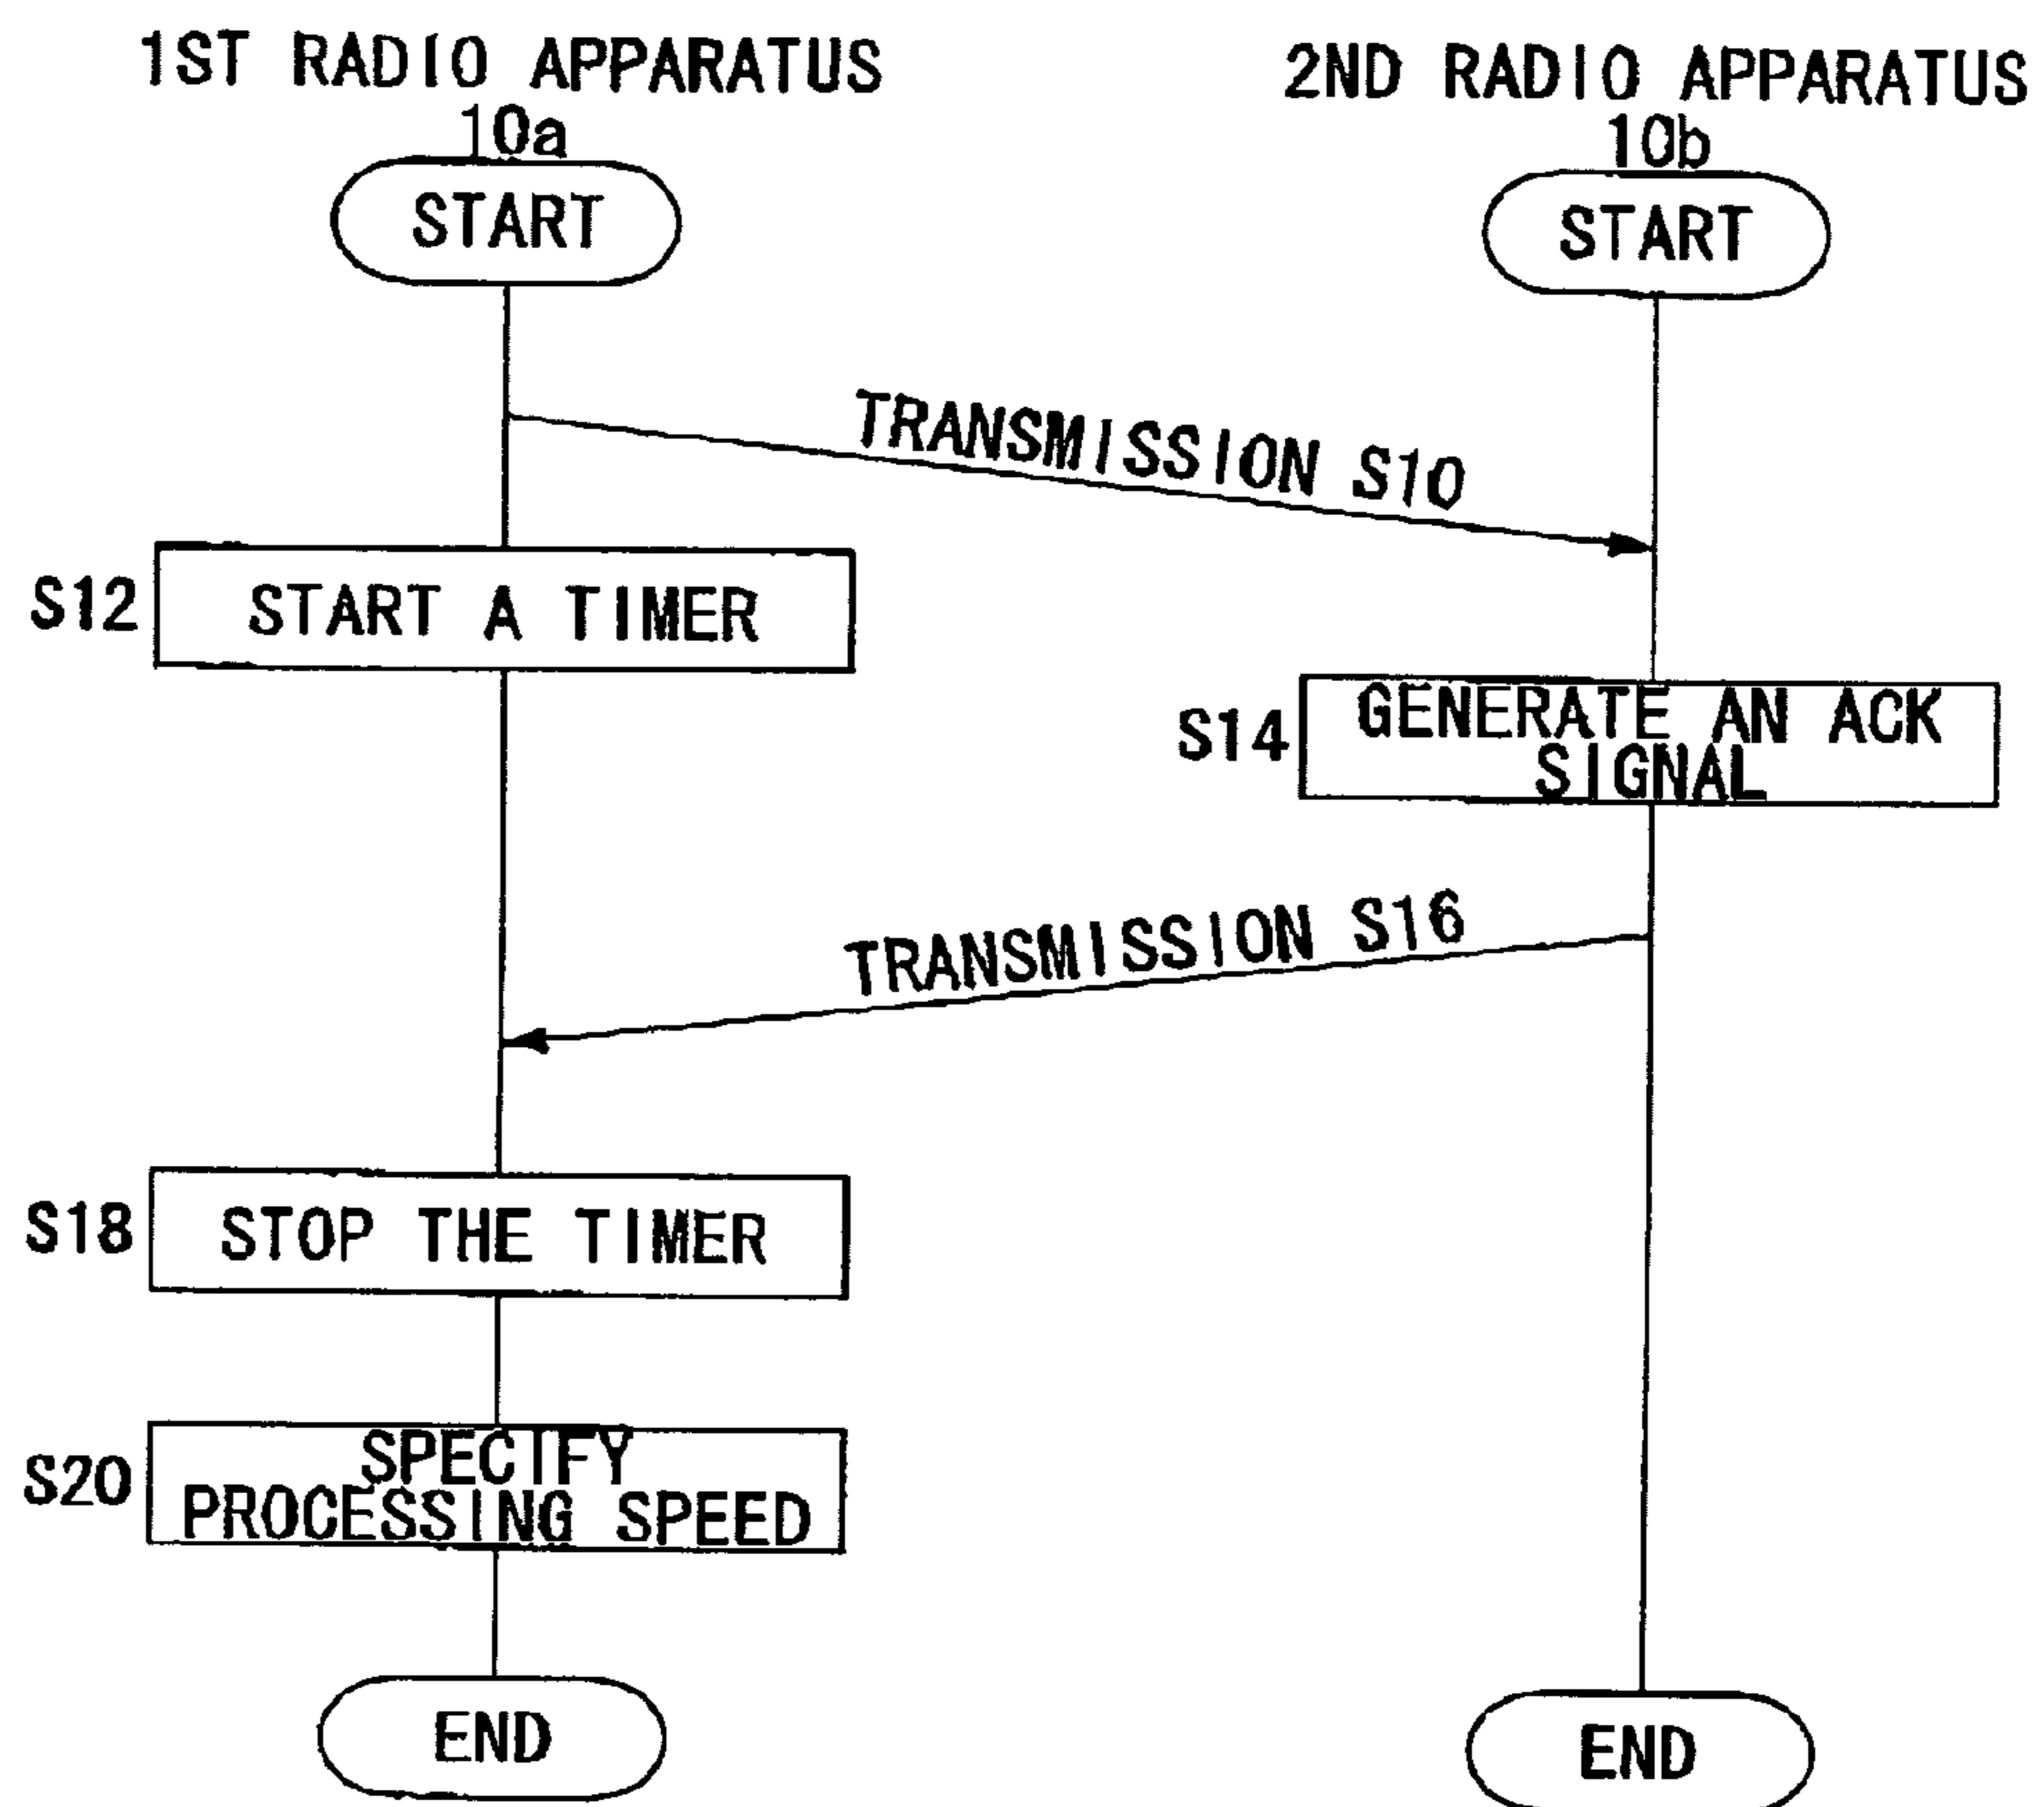 1ST RADIO APPARATUS
10a
2ND RADIO APPARATUS
10b
START
START
TRANSMISSION S10
S12
START A TIMER
S14
GENERATE AN ACK
SIGNAL
TRANSMISSION S16
S18
STOP THE TIMER
S20
SPECIFY
PROCESSING SPEED
END
END